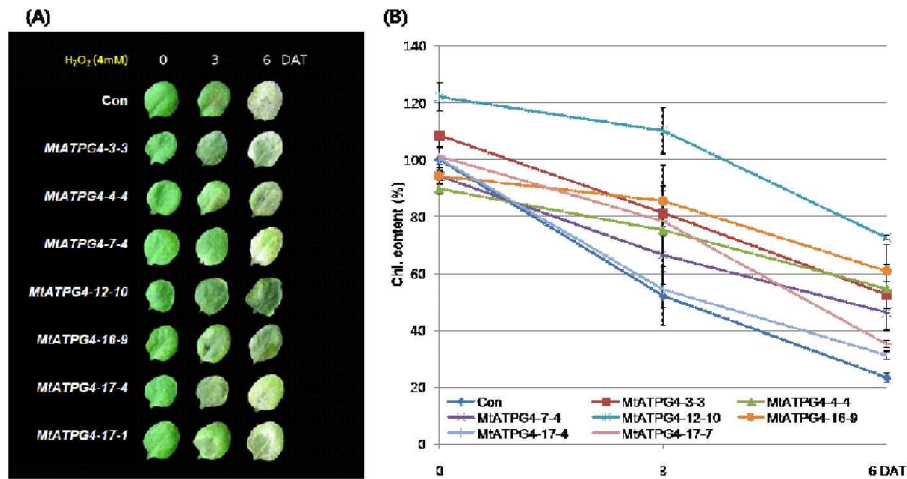 (A)
H₂O₂ (4mM) 0 3 6 DAT
Con
MtATPG4-3-3
MtATPG4-4-4
MtATPG4-7-4
MtATPG4-12-10
MtATPG4-16-9
MtATPG4-17-4
MtATPG4-17-1
(B)
140
120
100
80
60
40
20
0
Chl. content (%)
Con MtATPG4-3-3 MtATPG4-4-4
MtATPG4-7-4 MtATPG4-12-10 MtATPG4-16-9
MtATPG4-17-4 MtATPG4-17-7
0 3 6 DAT